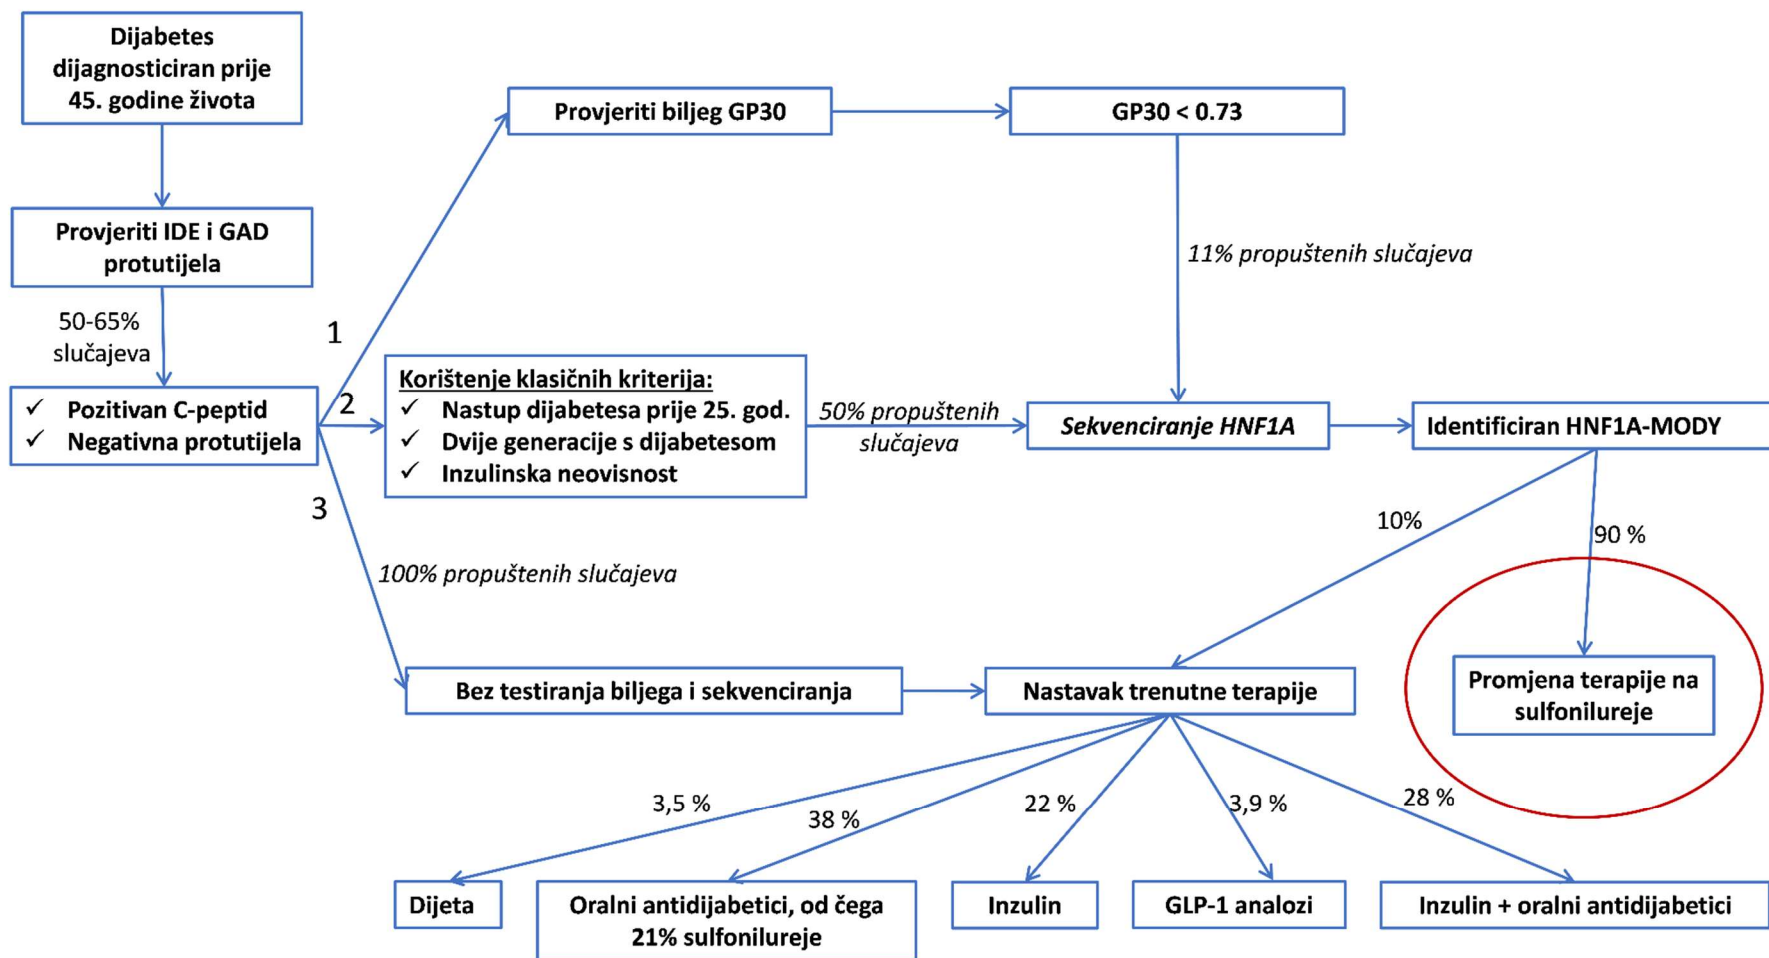 Dijabetes
dijagnosticiran prije
45. godine života
Provjeriti IDE i GAD
protutijela
50-65%
slučajeva
✓ Pozitivan C-peptid
✓ Negativna protutijela
1
Provjeriti biljeg GP30
GP30 < 0.73
11% propuštenih slučajeva
2
Korištenje klasičnih kriterija:
✓ Nastup dijabetesa prije 25. god.
✓ Dvije generacije s dijabetesom
✓ Inzulinska neovisnost
50% propuštenih
slučajeva
Sekvenciranje HNF1A
Identificiran HNF1A-MODY
10%
90 %
Promjena terapije na
sulfonilureje
3
100% propuštenih slučajeva
Bez testiranja biljega i sekvenciranja
Nastavak trenutne terapije
3,5 %
38 %
22 %
3,9 %
28 %
Dijeta
Oralni antidijabetici, od čega
21% sulfonilureje
Inzulin
GLP-1 analozi
Inzulin + oralni antidijabetici